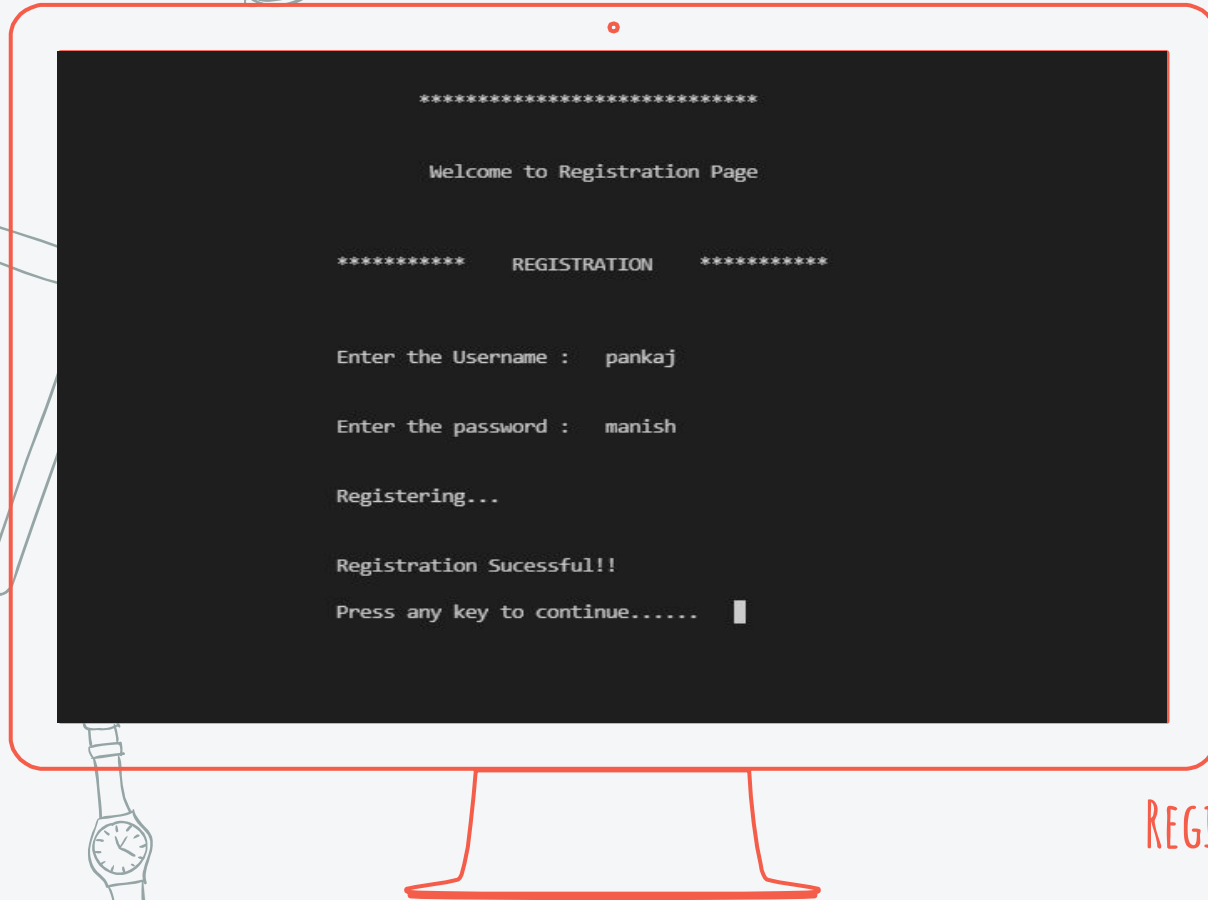 *****************************
Welcome to Registration Page
*********** REGISTRATION ***********
Enter the Username : pankaj
Enter the password : manish
Registering...
Registration Sucessful!!
Press any key to continue......